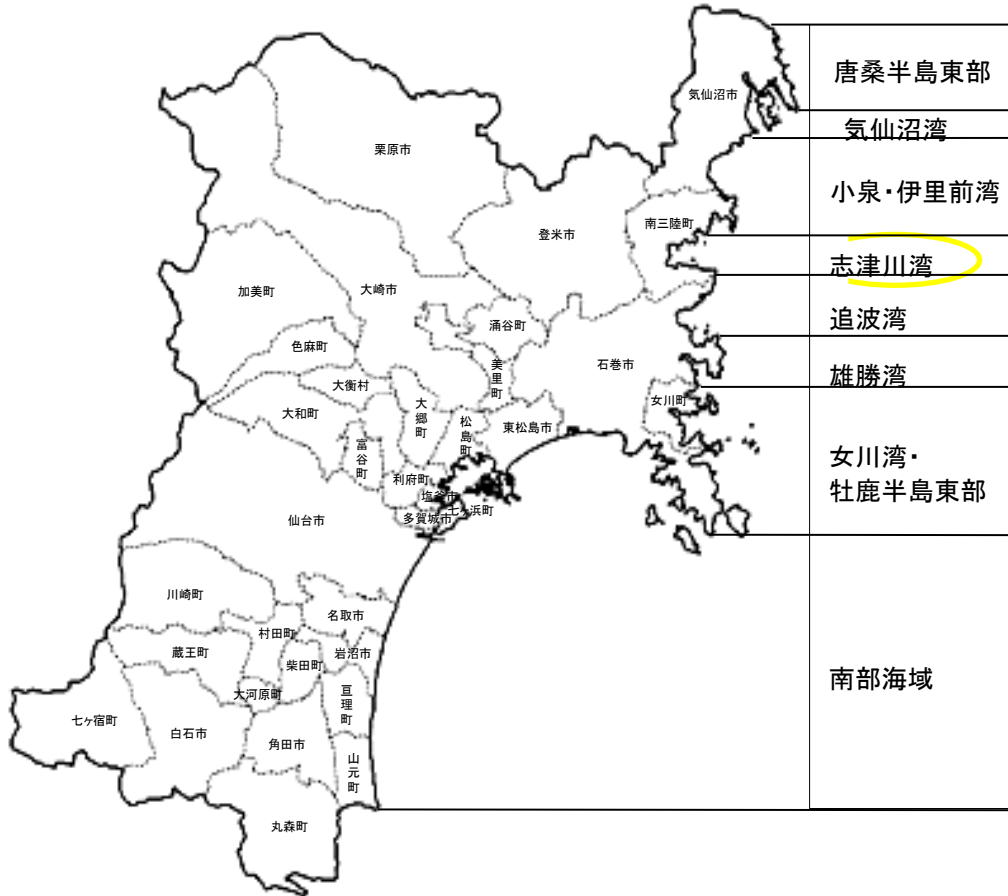 唐桑半島東部
気仙沼市
気仙沼湾
栗原市
小泉・伊里前湾
南三陸町
登米市
志津川湾
加美町
大崎市
追波湾
涌谷町
色麻町
美里町
石巻市
雄勝湾
大衡村
大和町
大郷町
女川町
松島町
東松島市
富谷町
女川湾・
牡鹿半島東部
利府町
塩釜市
七ヶ浜町
多賀城市
仙台市
川崎町
名取市
村田町
岩沼市
蔵王町
柴田町
大河原町
亘理町
南部海域
七ヶ宿町
白石市
角田市
山元町
丸森町